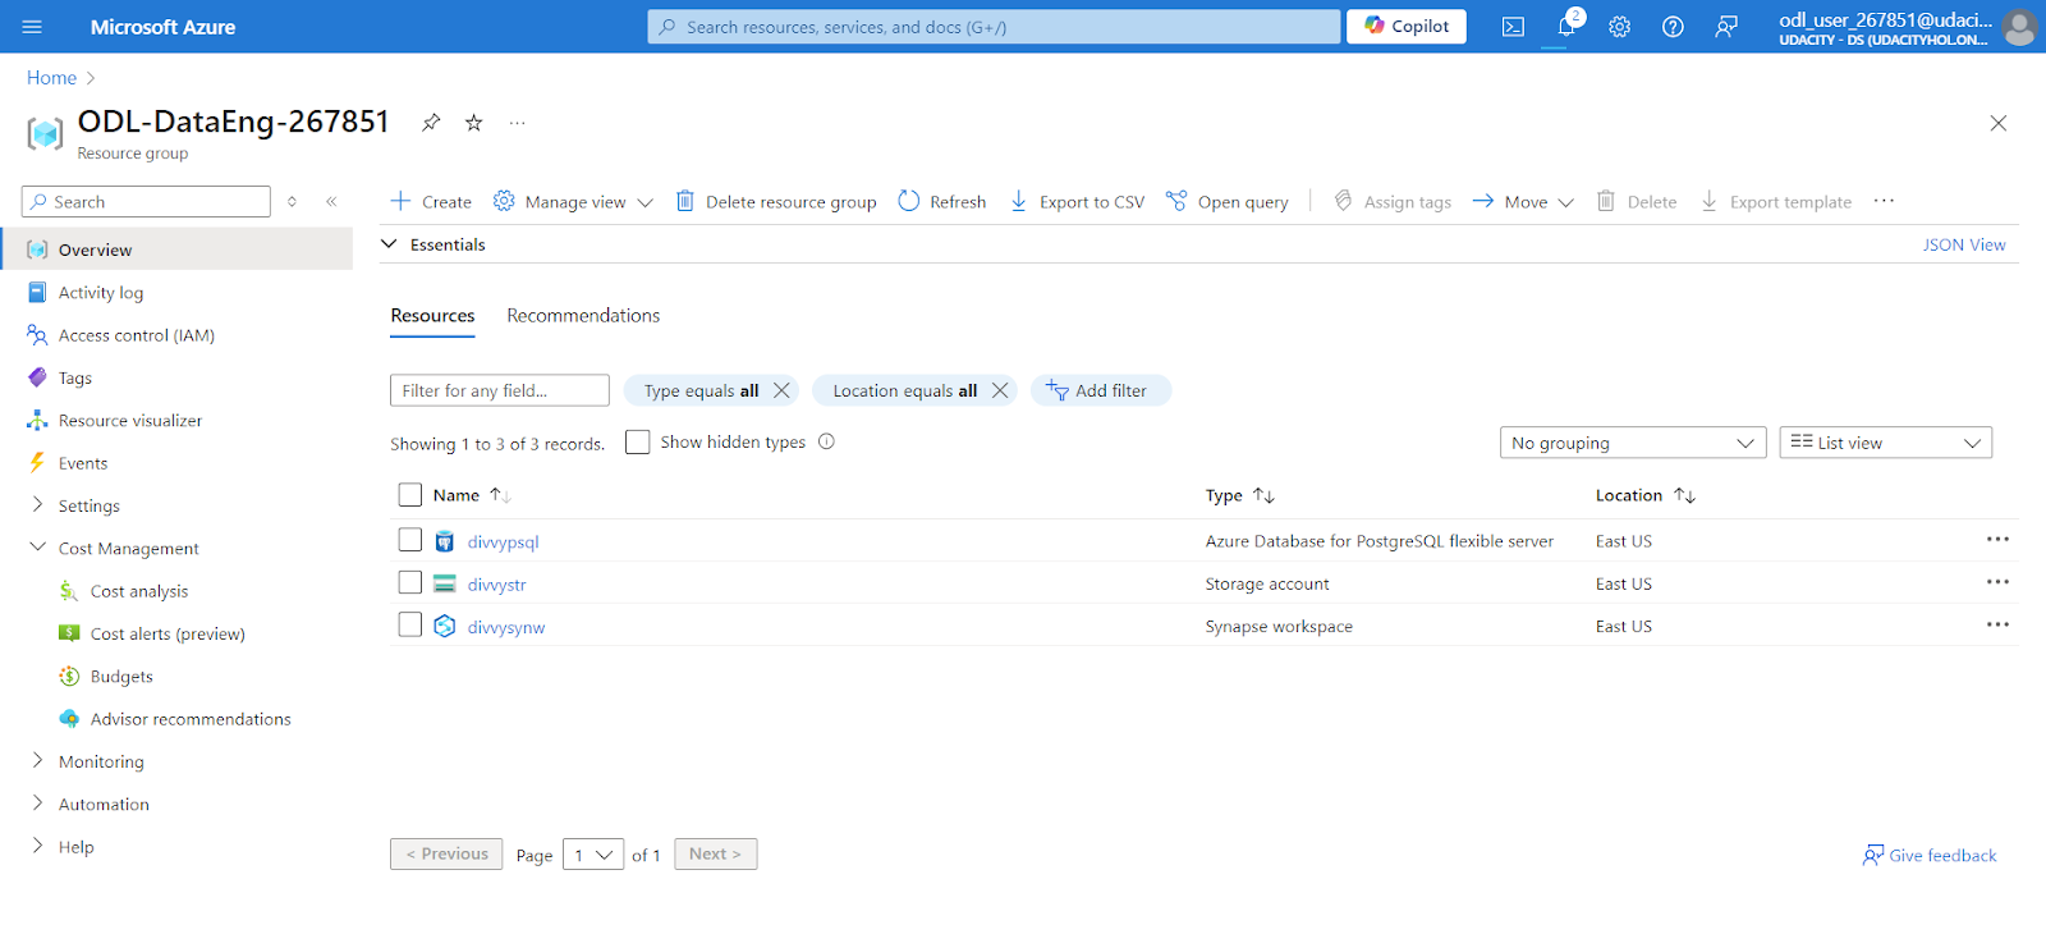 Microsoft Azure
Search resources, services, and docs (G+/)
Copilot
2
odl_user_267851@udaci...
UDACITY - DS (UDACITYHOL.ON...
Home >
ODL-DataEng-267851
...
Resource group
Search
Create
Manage view
Delete resource group
Refresh
Export to CSV
Open query
Assign tags
Move
Delete
Export template
...
Overview
Essentials
JSON View
Activity log
Access control (IAM)
Tags
Resource visualizer
Events
Settings
Cost Management
Cost analysis
Cost alerts (preview)
Budgets
Advisor recommendations
Monitoring
Automation
Help
Resources
Recommendations
Filter for any field...
Type equals all
Location equals all
Add filter
Showing 1 to 3 of 3 records.
Show hidden types
No grouping
List view
Name
Type
Location
divvypsql
Azure Database for PostgreSQL flexible server
East US
divvystr
Storage account
East US
divvysynw
Synapse workspace
East US
< Previous
Page
1
of 1
Next >
Give feedback